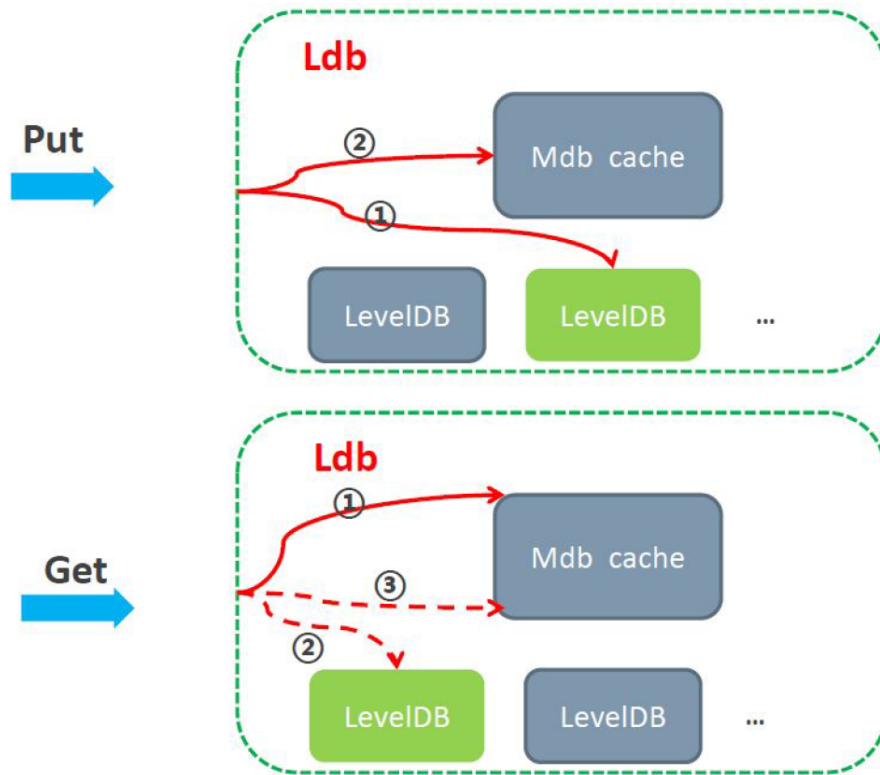 Ldb
Put
②
Mdb cache
①
LevelDB
LevelDB
...
Ldb
①
Mdb cache
Get
③
②
LevelDB
LevelDB
...